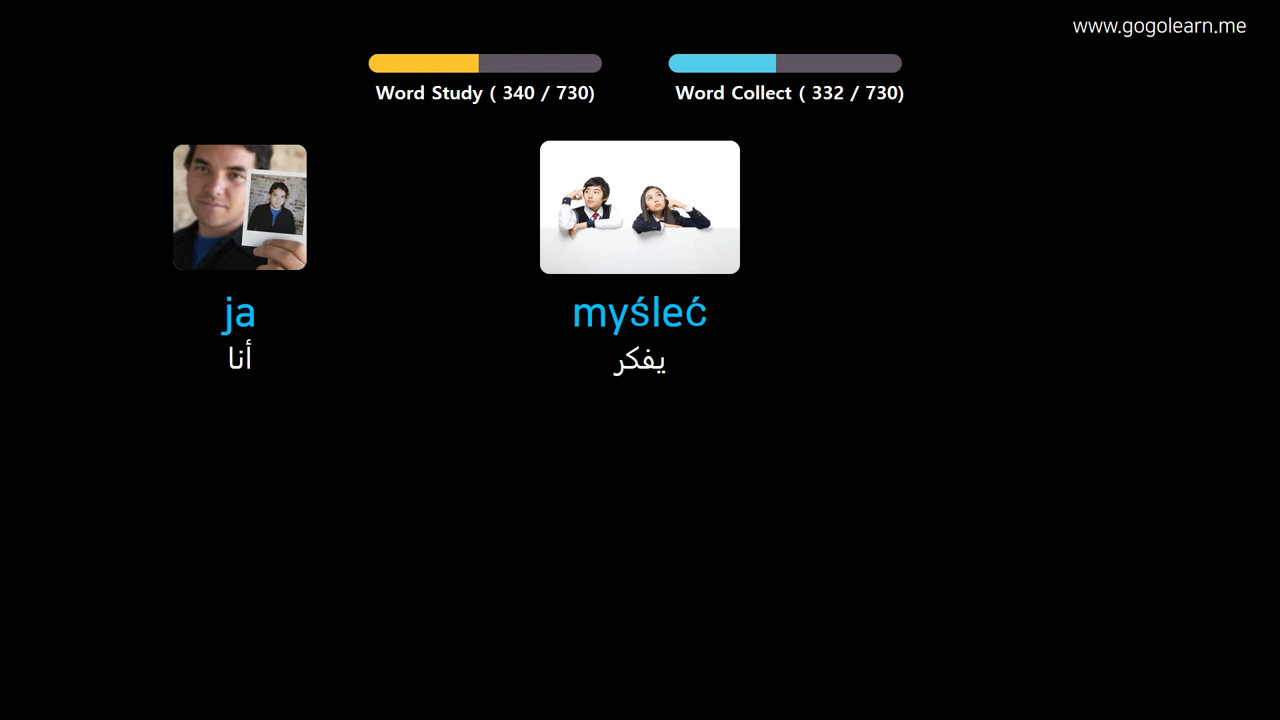 www.gogolearn.me
Word Study ( 340 / 730)
Word Collect ( 332 / 730)
ja
أنا
myśleć
يفكر